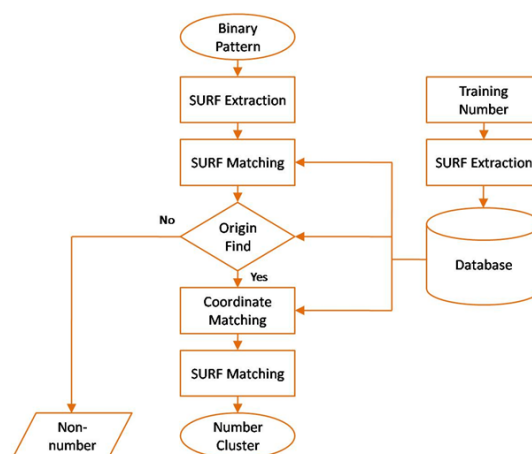 Binary
Pattern
SURF Extraction
Training
Number
SURF Matching
SURF Extraction
No
Origin
Find
Database
Yes
Coordinate
Matching
SURF Matching
Non-
number
Number
Cluster